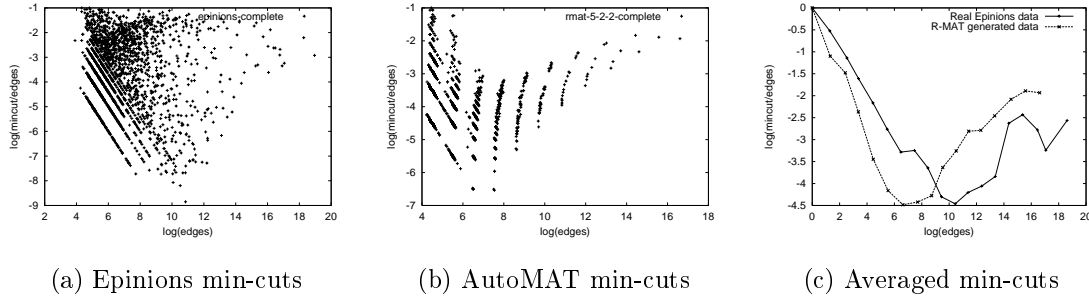 -1
-2
-3
-4
-5
-6
-7
-8
-9
2 4 6 8 10 12 14 16 18 20
log(mincut/edges)
log(edges)
epinions-complete
(a) Epinions min-cuts
-1
-2
-3
-4
-5
-6
-7
4 6 8 10 12 14 16 18
log(mincut/edges)
log(edges)
rmat-5-2-2-complete
(b) AutoMAT min-cuts
0
-0.5
-1
-1.5
-2
-2.5
-3
-3.5
-4
-4.5
0 2 4 6 8 10 12 14 16 18 20
log(mincut/edges)
log(edges)
Real Epinions data
R-MAT generated data
(c) Averaged min-cuts